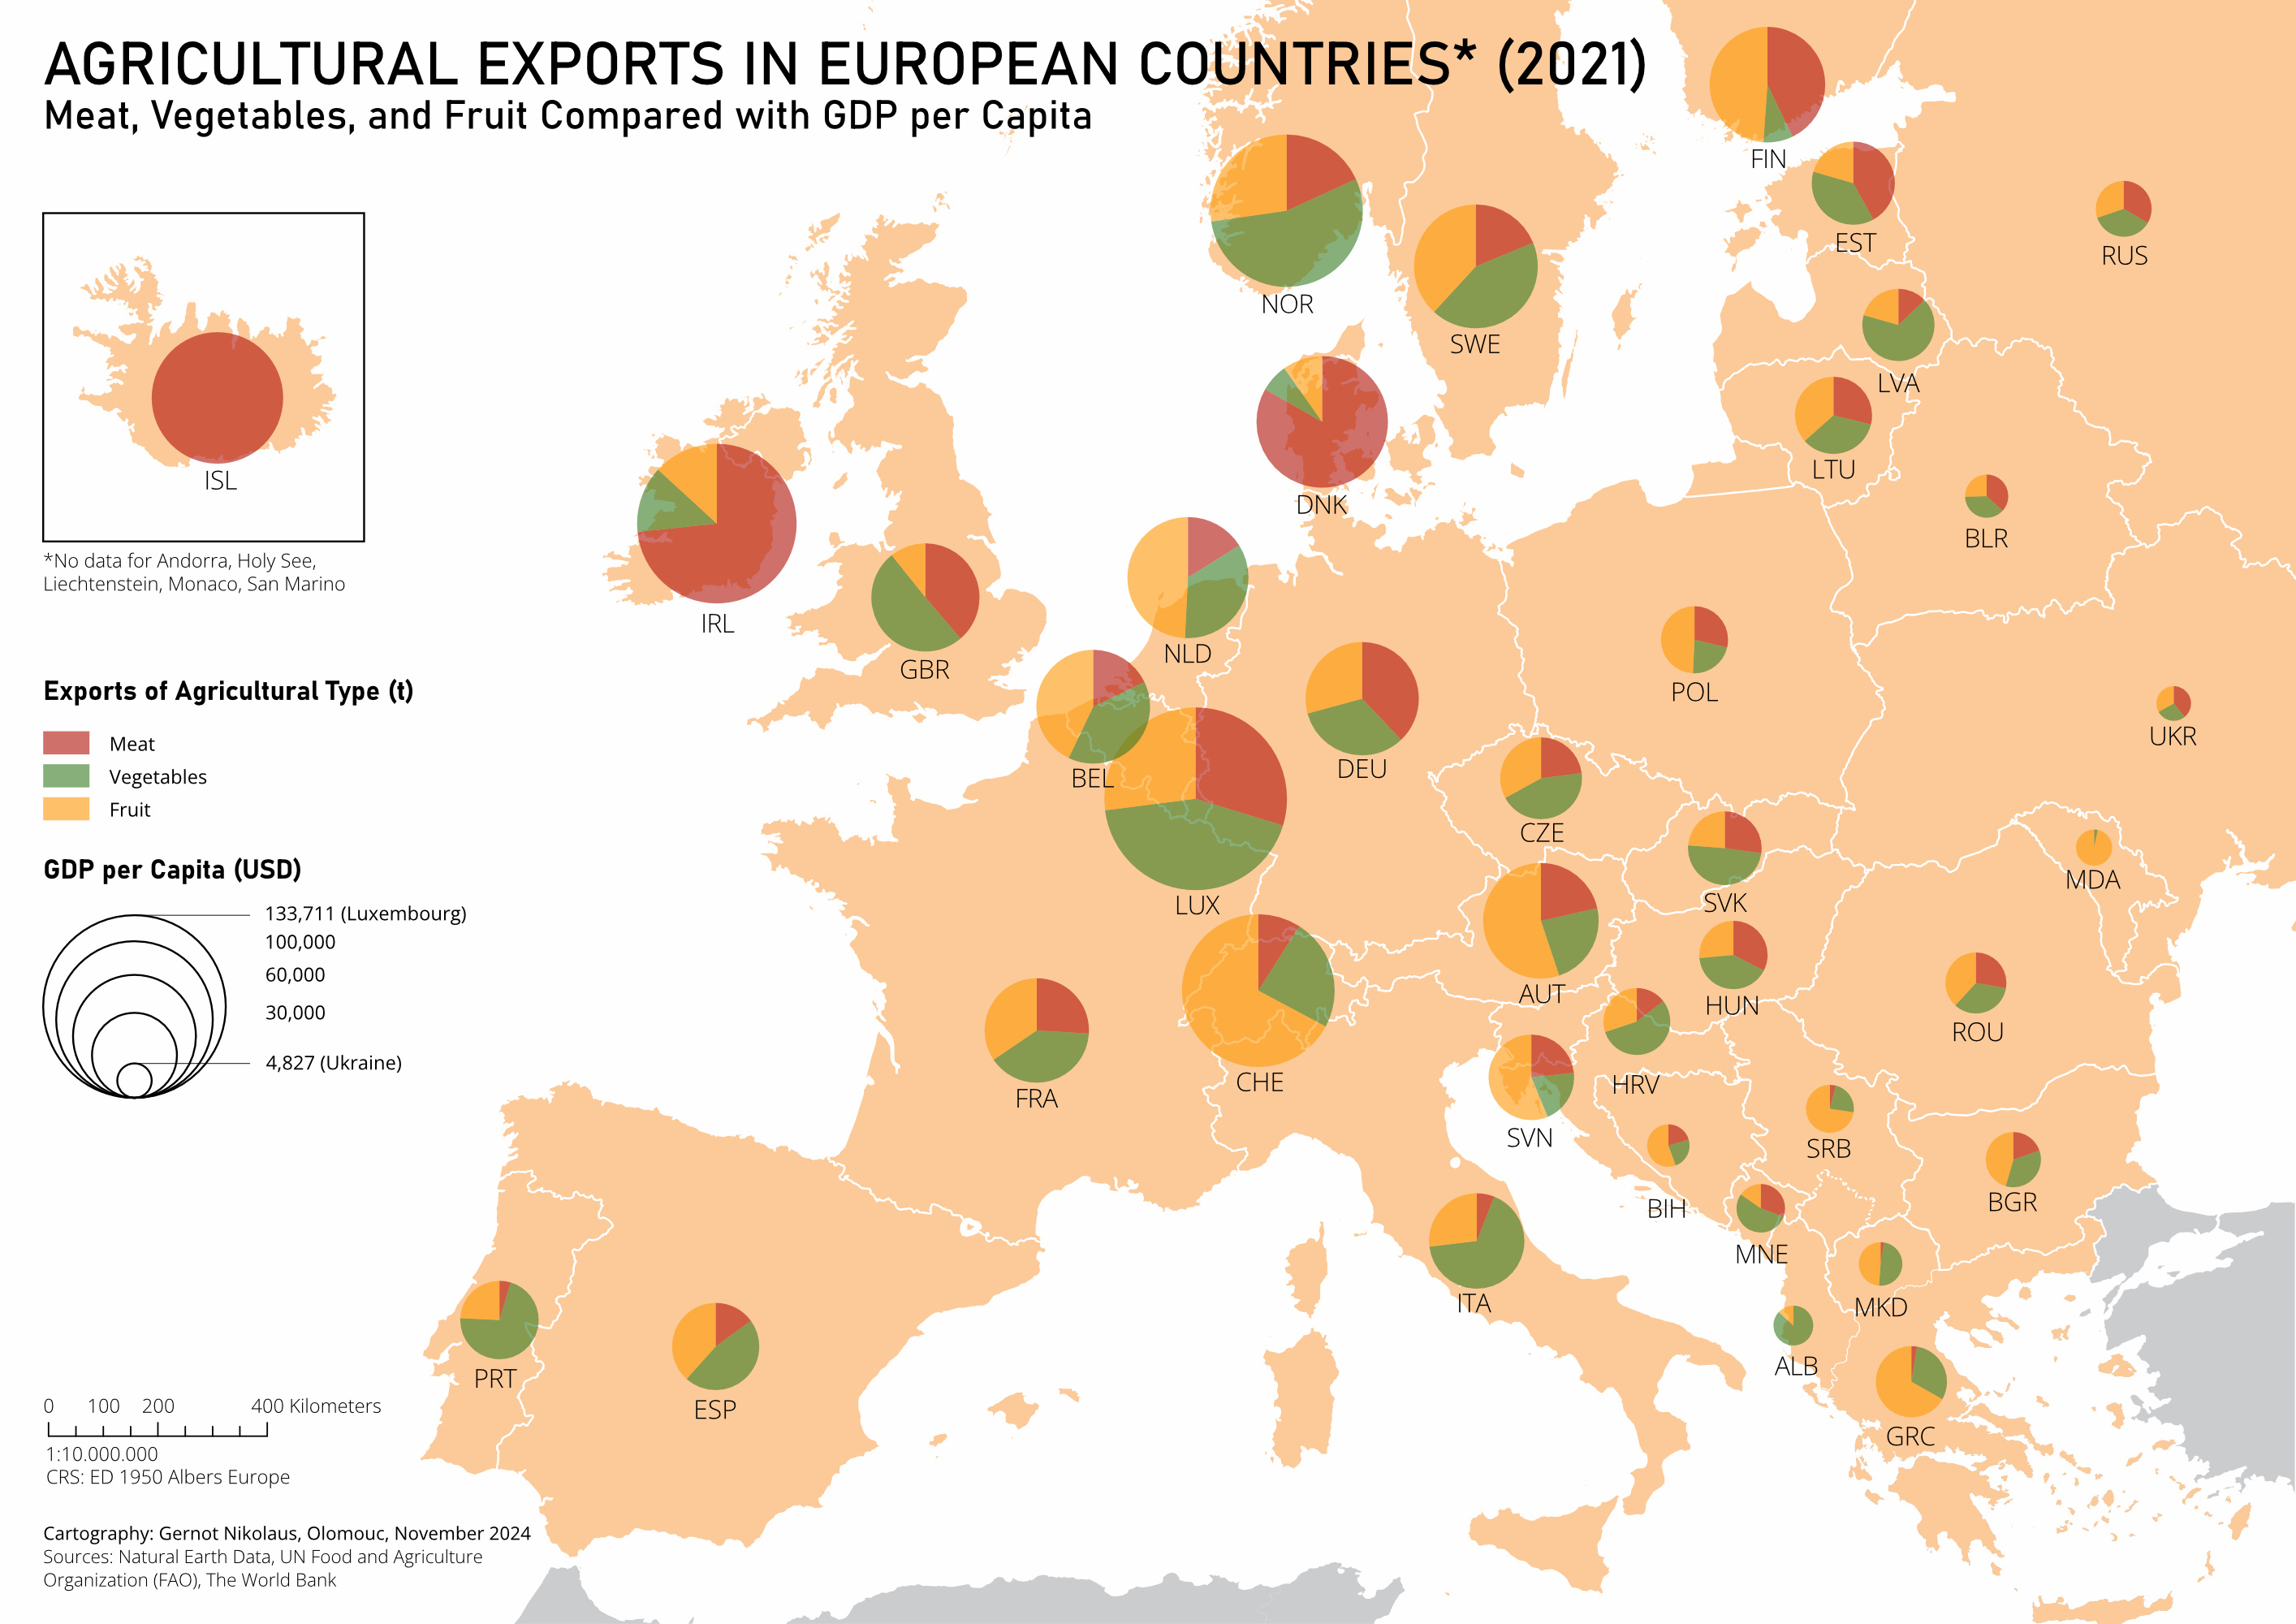 AGRICULTURAL EXPORTS IN EUROPEAN COUNTRIES* (2021)
Meat, Vegetables, and Fruit Compared with GDP per Capita
ISL
*No data for Andorra, Holy See,
Liechtenstein, Monaco, San Marino
Exports of Agricultural Type (t)
Meat
Vegetables
Fruit
GDP per Capita (USD)
133,711 (Luxembourg)
100,000
60,000
30,000
4,827 (Ukraine)
0 100 200 400 Kilometers
1:10.000.000
CRS: ED 1950 Albers Europe
Cartography: Gernot Nikolaus, Olomouc, November 2024
Sources: Natural Earth Data, UN Food and Agriculture
Organization (FAO), The World Bank
FIN
EST
RUS
NOR
SWE
LVA
LTU
DNK
BLR
IRL
GBR
NLD
POL
UKR
BEL
DEU
CZE
MDA
LUX
SVK
AUT
HUN
ROU
CHE
FRA
HRV
SVN
SRB
BIH
BGR
MNE
ITA
MKD
ALB
PRT
ESP
GRC